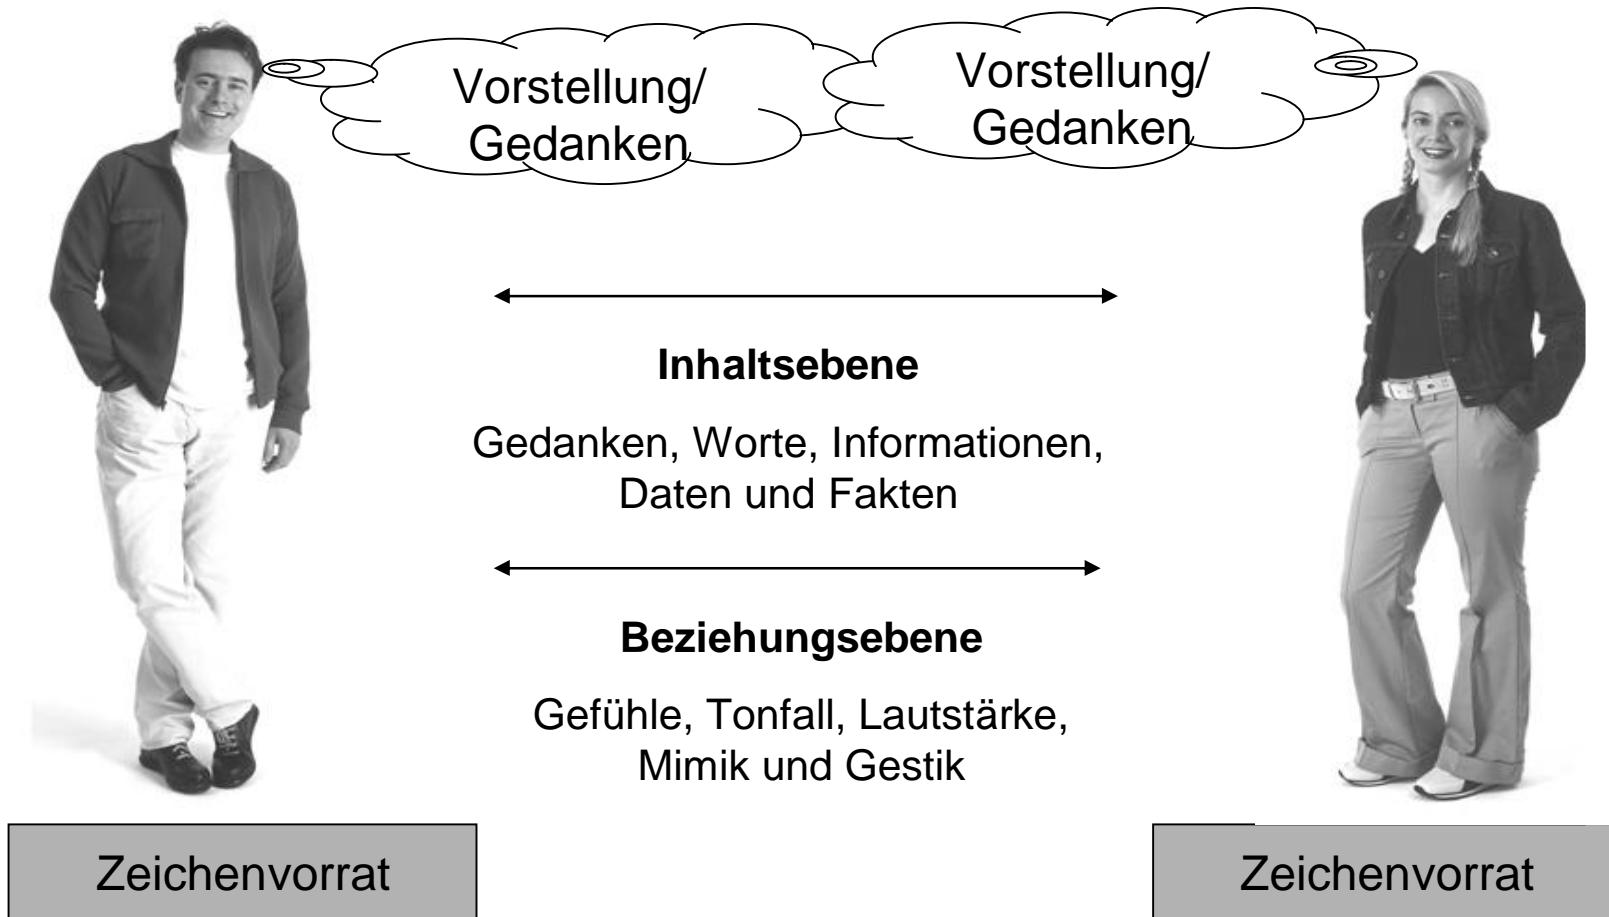 Vorstellung/
Gedanken
Vorstellung/
Gedanken
Inhaltsebene
Gedanken, Worte, Informationen,
Daten und Fakten
Beziehungsebene
Gefühle, Tonfall, Lautstärke,
Mimik und Gestik
Zeichenvorrat
Zeichenvorrat